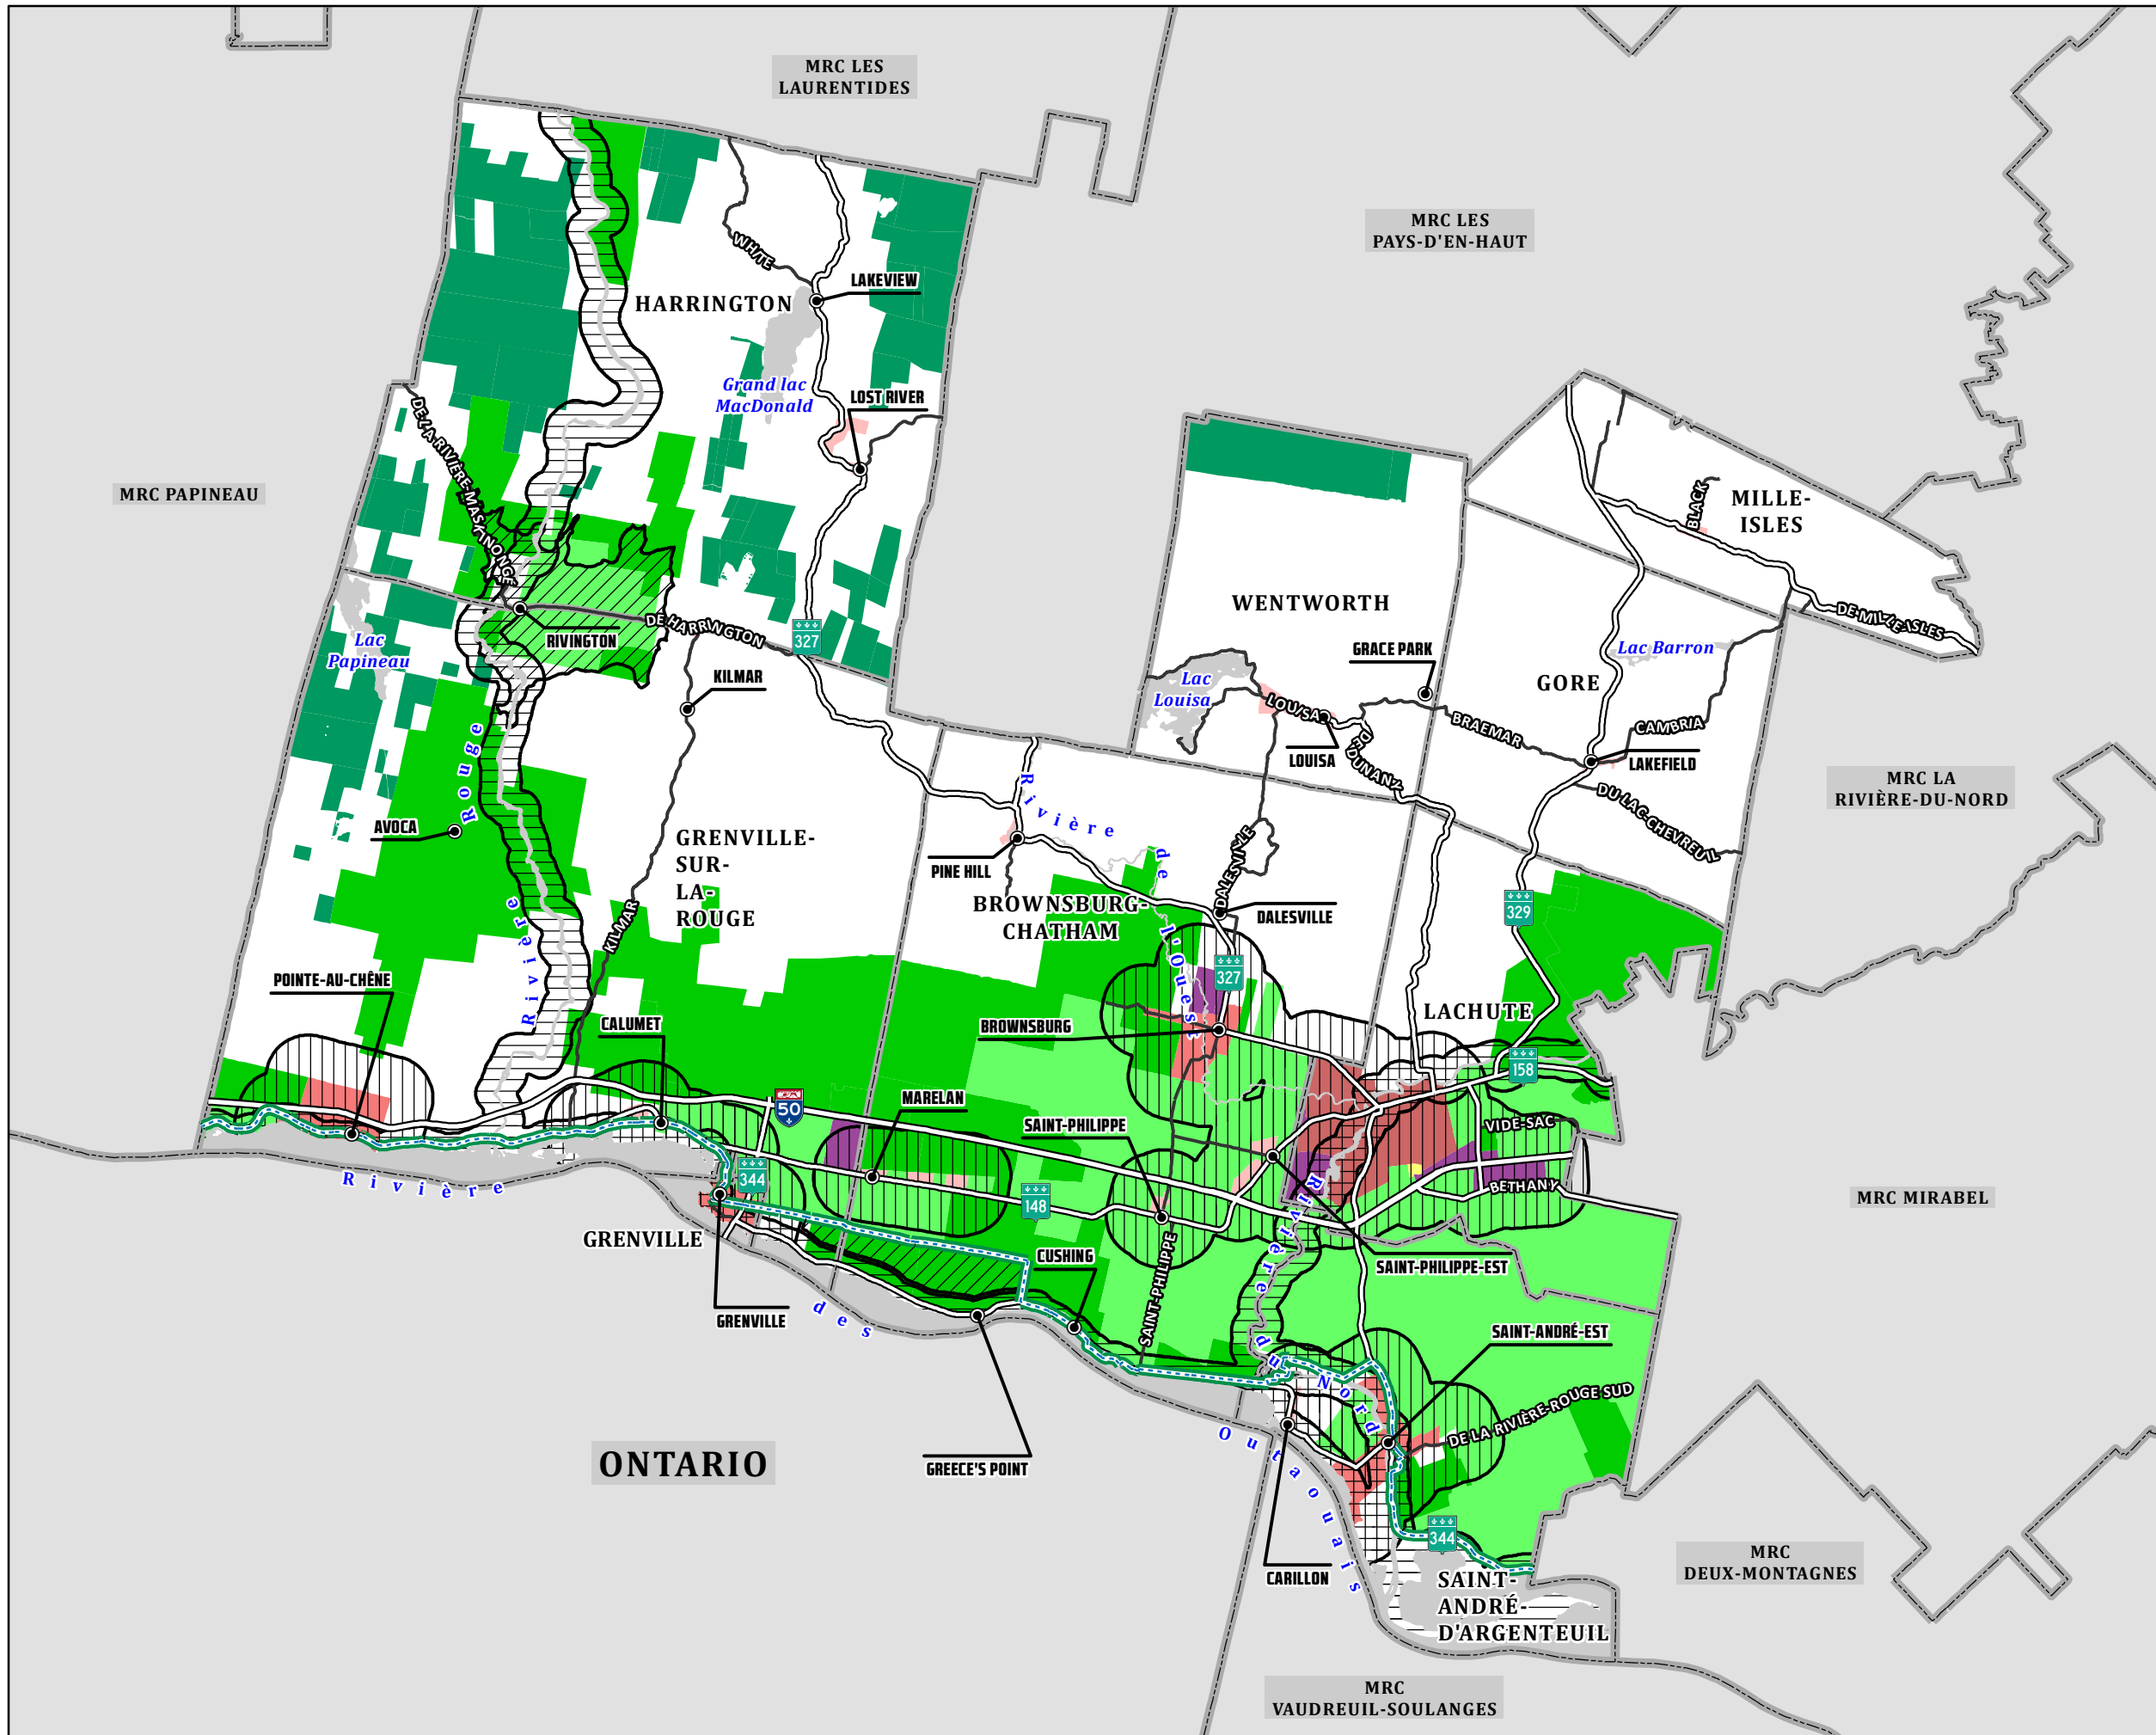 MRC LES
LAURENTIDES
MRC LES
PAYS-D'EN-HAUT
WHITE
LAKEVIEW
HARRINGTON
Grand lac
MacDonald
LOST RIVER
DE-LA-RIVIÈRE-MASKINONGÉ
MRC PAPINEAU
BLACK
MILLE-
ISLES
WENTWORTH
DE-MILLE-ISLES
RIVINGTON
DE HARRINGTON
327
Lac
Papineau
KILMAR
GRACE PARK
Lac Barron
Lac
Louisa
LOUISA
GORE
BRAEMAR
CAMBRIA
LOUISA
DUNANY
LAKEFIELD
DU LAC-CHEVREUIL
MRC LA
RIVIÈRE-DU-NORD
Rivière Rouge
AVOCA
GRENVILLE-
SUR-
LA-
ROUGE
KILMAR
Rivière de l'Ouest
PINE HILL
DALESVILLE
BROWNSBURG-
CHATHAM
DALESVILLE
329
327
POINTE-AU-CHÊNE
CALUMET
BROWNSBURG
LACHUTE
158
50
MARELAN
SAINT-PHILIPPE
VIDE-SAC
BETHANY
344
148
MRC MIRABEL
Rivière des Outaouais
GRENVILLE
CUSHING
SAINT-PHILIPPE-EST
Rivière du Nord
GRENVILLE
SAINT-PHILIPPE
SAINT-ANDRÉ-EST
DE LA RIVIÈRE-ROUGE SUD
ONTARIO
GREECE'S POINT
344
CARILLON
SAINT-
ANDRÉ-
D'ARGENTEUIL
MRC
DEUX-MONTAGNES
MRC
VAUDREUIL-SOULANGES